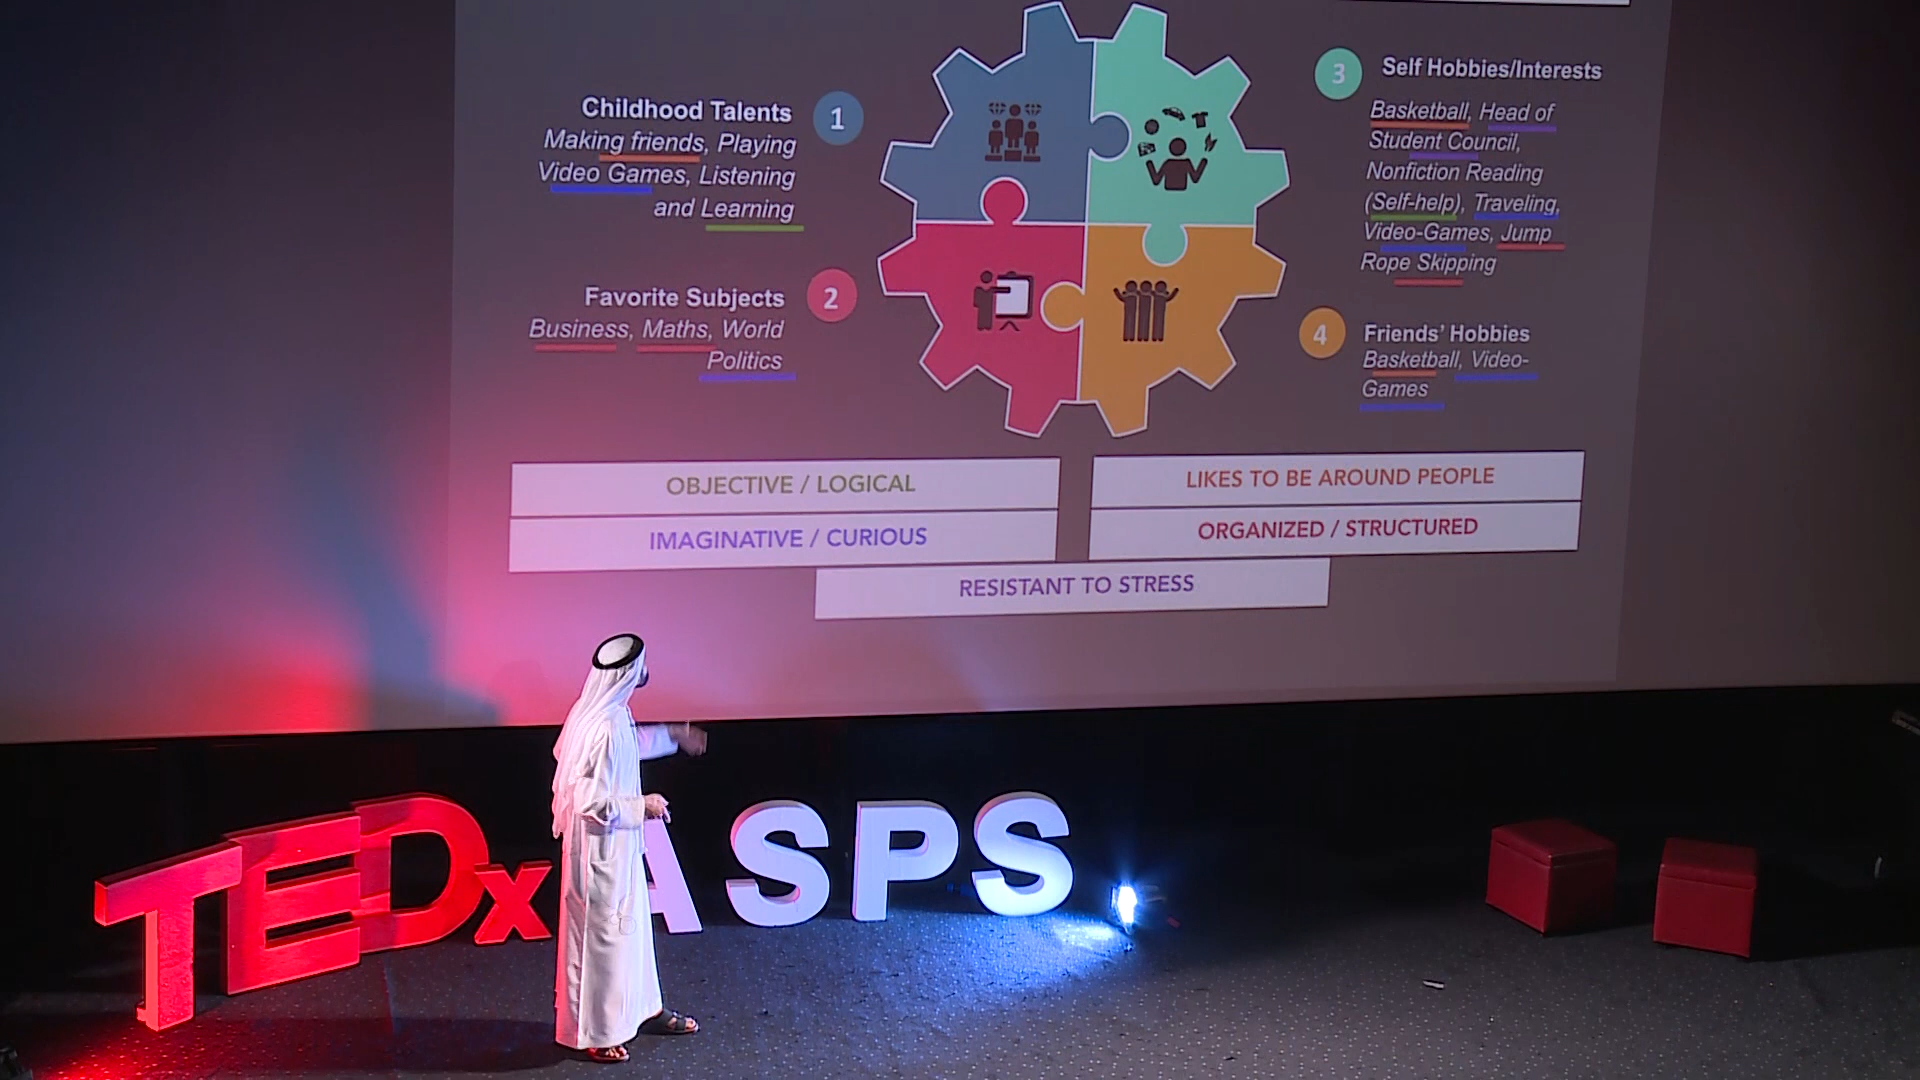 Childhood Talents
1
Making friends, Playing
Video Games, Listening
and Learning
Favorite Subjects
2
Business, Maths, World
Politics
3
Self Hobbies/Interests
Basketball, Head of
Student Council,
Nonfiction Reading
(Self-help), Traveling,
Video-Games, Jump
Rope Skipping
4
Friends' Hobbies
Basketball, Video-
Games
OBJECTIVE / LOGICAL
LIKES TO BE AROUND PEOPLE
IMAGINATIVE / CURIOUS
ORGANIZED / STRUCTURED
RESISTANT TO STRESS
TEDx ASPS